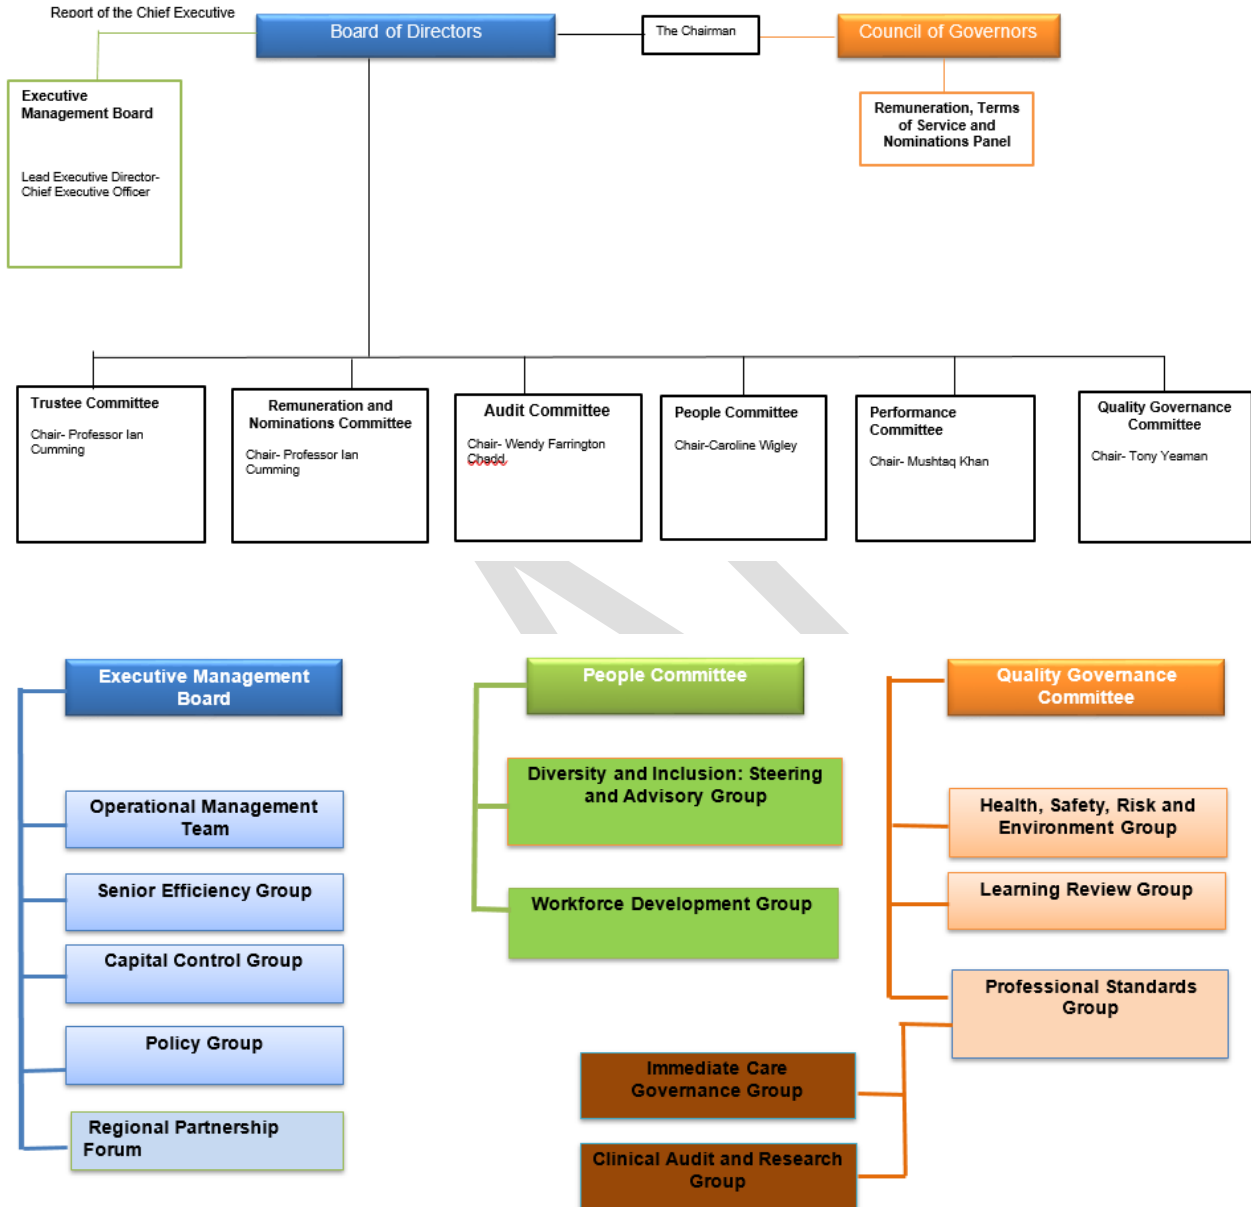 Report of the Chief Executive
Board of Directors
The Chairman
Council of Governors
Executive
Management Board
Lead Executive Director-
Chief Executive Officer
Remuneration, Terms
of Service and
Nominations Panel
Trustee Committee
Chair- Professor Ian
Cumming
Remuneration and
Nominations Committee
Chair- Professor Ian
Cumming
Audit Committee
Chair- Wendy Farrington
Chadd
People Committee
Chair-Caroline Wigley
Performance
Committee
Chair- Mushtaq Khan
Quality Governance
Committee
Chair- Tony Yeaman
Executive Management
Board
Operational Management
Team
Senior Efficiency Group
Capital Control Group
Policy Group
Regional Partnership
Forum
People Committee
Diversity and Inclusion: Steering
and Advisory Group
Workforce Development Group
Quality Governance
Committee
Health, Safety, Risk and
Environment Group
Learning Review Group
Professional Standards
Group
Immediate Care
Governance Group
Clinical Audit and Research
Group